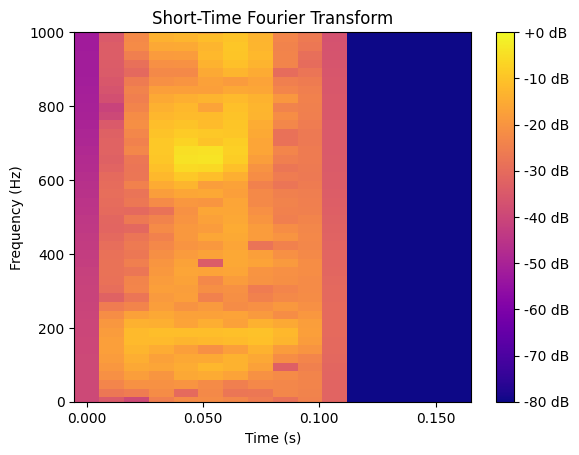 Short-Time Fourier Transform
1000
800
600
400
200
0
Frequency (Hz)
0.000
0.050
0.100
0.150
Time (s)
+0 dB
-10 dB
-20 dB
-30 dB
-40 dB
-50 dB
-60 dB
-70 dB
-80 dB